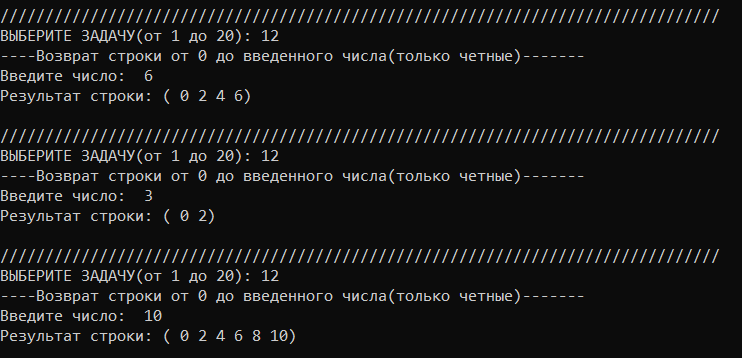 ////////////////////////////////////////////////////////////////////////////////
ВЫБЕРИТЕ ЗАДАЧУ(от 1 до 20): 12
----Возврат строки от 0 до введенного числа(только четные)-------
Введите число:  6
Результат строки: ( 0 2 4 6)
////////////////////////////////////////////////////////////////////////////////
ВЫБЕРИТЕ ЗАДАЧУ(от 1 до 20): 12
----Возврат строки от 0 до введенного числа(только четные)-------
Введите число:  3
Результат строки: ( 0 2)
////////////////////////////////////////////////////////////////////////////////
ВЫБЕРИТЕ ЗАДАЧУ(от 1 до 20): 12
----Возврат строки от 0 до введенного числа(только четные)-------
Введите число:  10
Результат строки: ( 0 2 4 6 8 10)